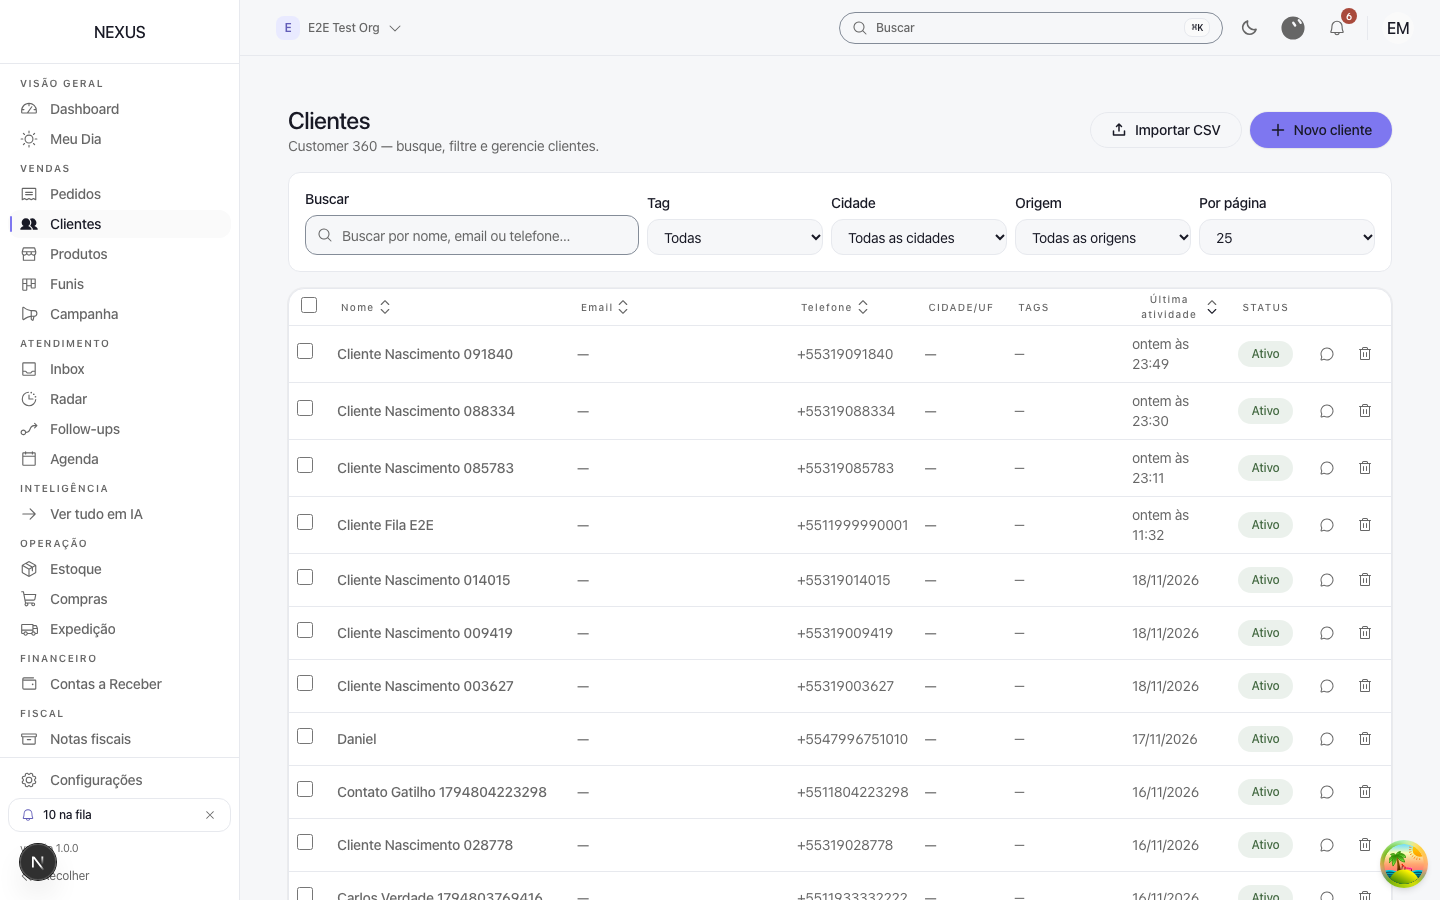 NEXUS
E E2E Test Org
Buscar ⌘K
6
EM
VISÃO GERAL
Dashboard
Meu Dia
VENDAS
Pedidos
Clientes
Produtos
Funis
Campanha
ATENDIMENTO
Inbox
Radar
Follow-ups
Agenda
INTELIGÊNCIA
Ver tudo em IA
OPERAÇÃO
Estoque
Compras
Expedição
FINANCEIRO
Contas a Receber
FISCAL
Notas fiscais
Configurações
10 na fila
1.0.0
N
Clientes
Customer 360 — busque, filtre e gerencie clientes.
Importar CSV
Novo cliente
Buscar Tag Cidade Origem Por página
Buscar por nome, email ou telefone... Todas Todas as cidades Todas as origens 25
Nome Email Telefone CIDADE/UF TAGS Última atividade STATUS
Cliente Nascimento 091840 — +55319091840 — — ontem às 23:49 Ativo
Cliente Nascimento 088334 — +55319088334 — — ontem às 23:30 Ativo
Cliente Nascimento 085783 — +55319085783 — — ontem às 23:11 Ativo
Cliente Fila E2E — +5511999990001 — — ontem às 11:32 Ativo
Cliente Nascimento 014015 — +55319014015 — — 18/11/2026 Ativo
Cliente Nascimento 009419 — +55319009419 — — 18/11/2026 Ativo
Cliente Nascimento 003627 — +55319003627 — — 18/11/2026 Ativo
Daniel — +5547996751010 — — 17/11/2026 Ativo
Contato Gatilho 1794804223298 — +5511804223298 — — 16/11/2026 Ativo
Cliente Nascimento 028778 — +55319028778 — — 16/11/2026 Ativo
Carlos Verdade 1794803769416 — +5511933332222 — — 16/11/2026 Ativo